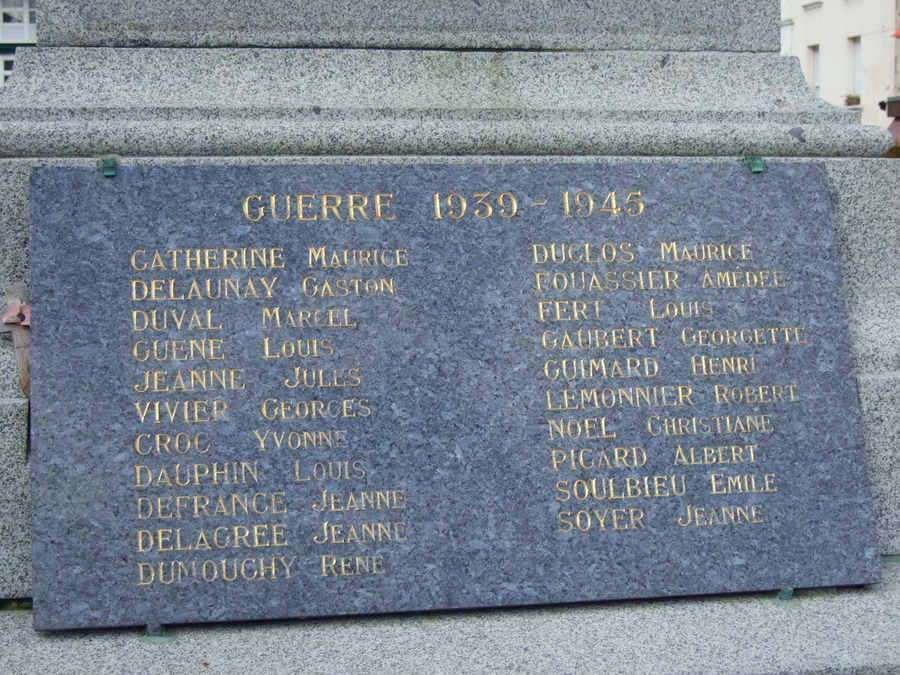 GUERRE 1939 - 1945
CATHERINE MAURICE
DELAUNAY GASTON
DUVAL MARCEL
GUENE LOUIS
JEANNE JULES
VIVIER GEORGES
CROC YVONNE
DAUPHIN LOUIS
DEFRANCE JEANNE
DELAGREE JEANNE
DUMOUCHY RENE
DUCLOS MAURICE
FOUASSIER AMÉDÉE
FERT LOUIS
GAUBERT GEORGETTE
GUIMARD HENRI
LEMONNIER ROBERT
NOEL CHRISTIANE
PICARD ALBERT
SOULBIEU EMILE
SOYER JEANNE